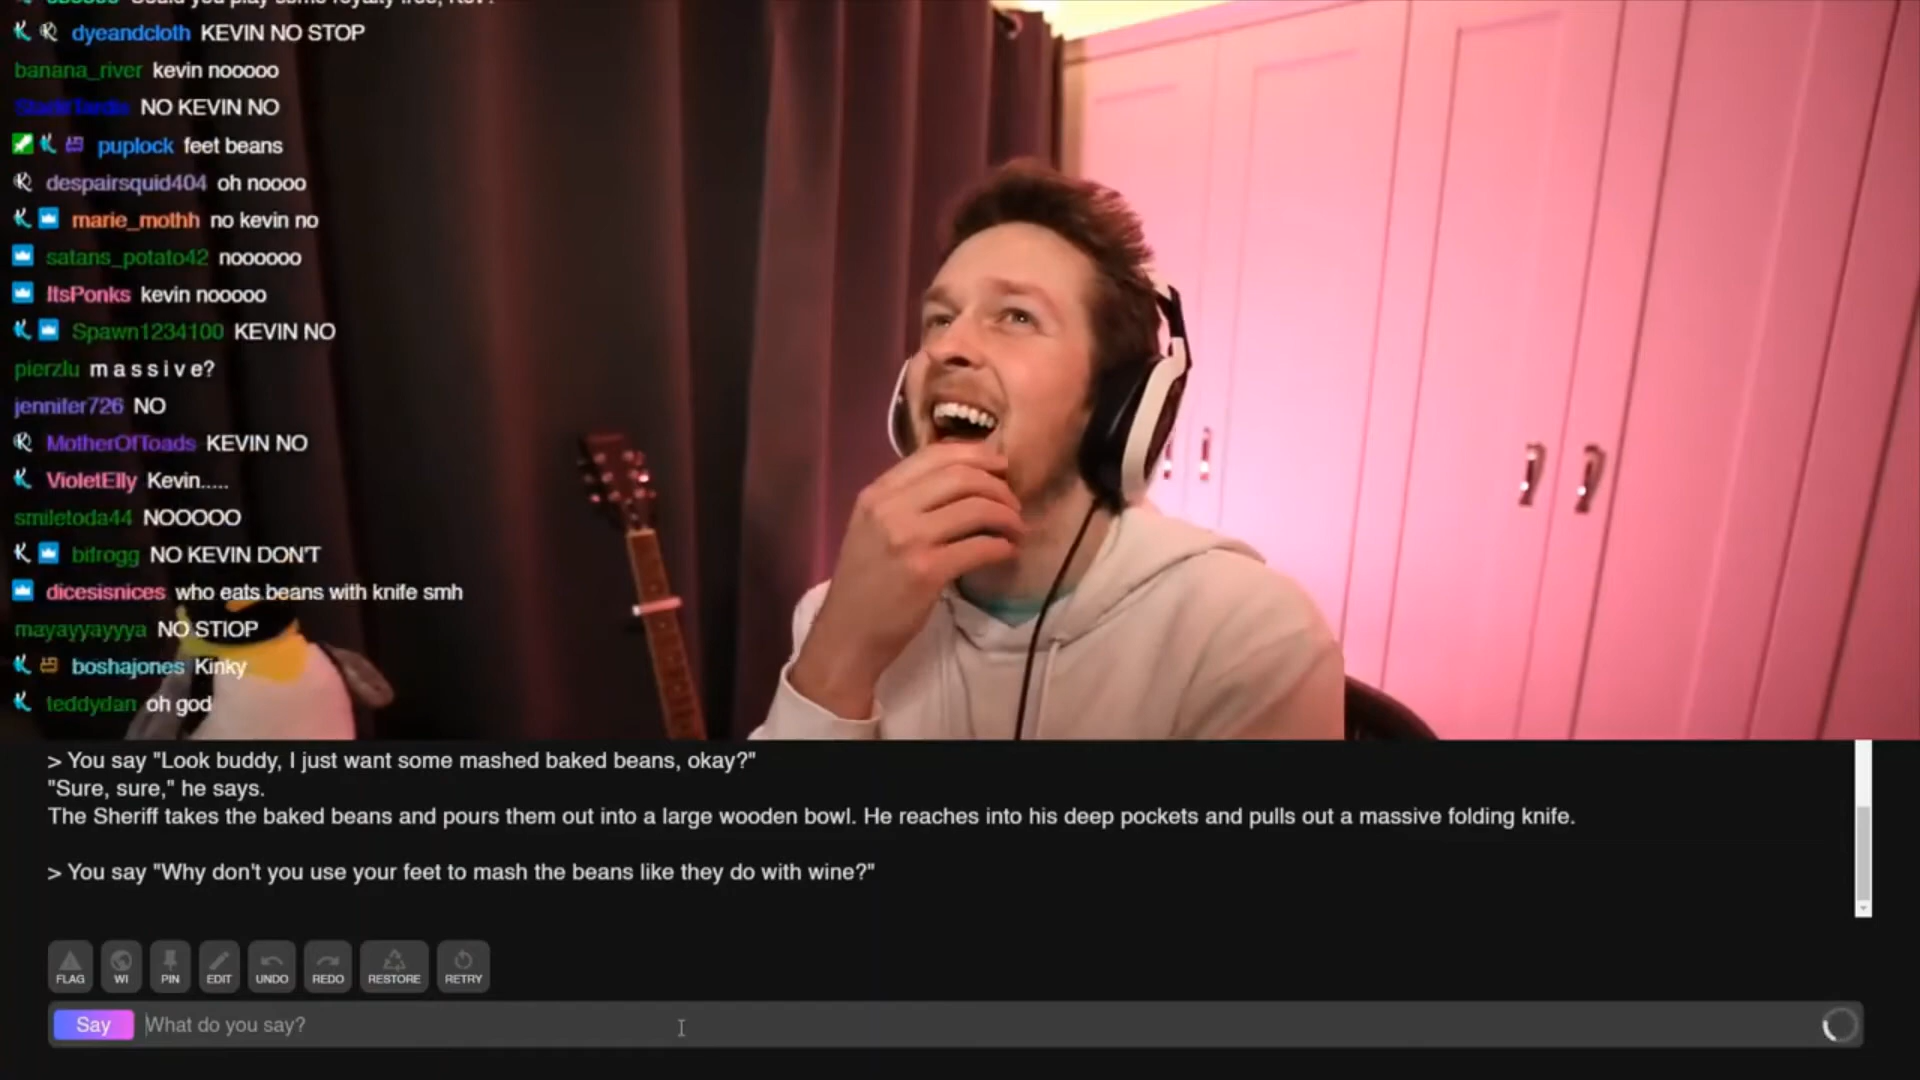 dyeandcloth KEVIN NO STOP
banana_river kevin nooooo
NO KEVIN NO
puplock feet beans
despairsquid404 oh noooo
marie_mothh no kevin no
satans_potato42 noooooo
ItsPonks kevin nooooo
Spawn1234100 KEVIN NO
pierzlu m a s s i v e?
jennifer726 NO
MotherOfToads KEVIN NO
VioletElly Kevin.....
smiletoda44 NOOOOO
bifrogg NO KEVIN DON'T
dicesisnices who eats beans with knife smh
mayayyayyya NO STIOP
boshajones Kinky
teddydan oh god
> You say "Look buddy, I just want some mashed baked beans, okay?"
"Sure, sure," he says.
The Sheriff takes the baked beans and pours them out into a large wooden bowl. He reaches into his deep pockets and pulls out a massive folding knife.
> You say "Why don't you use your feet to mash the beans like they do with wine?"
FLAG WI PIN EDIT UNDO REDO RESTORE RETRY
Say What do you say?